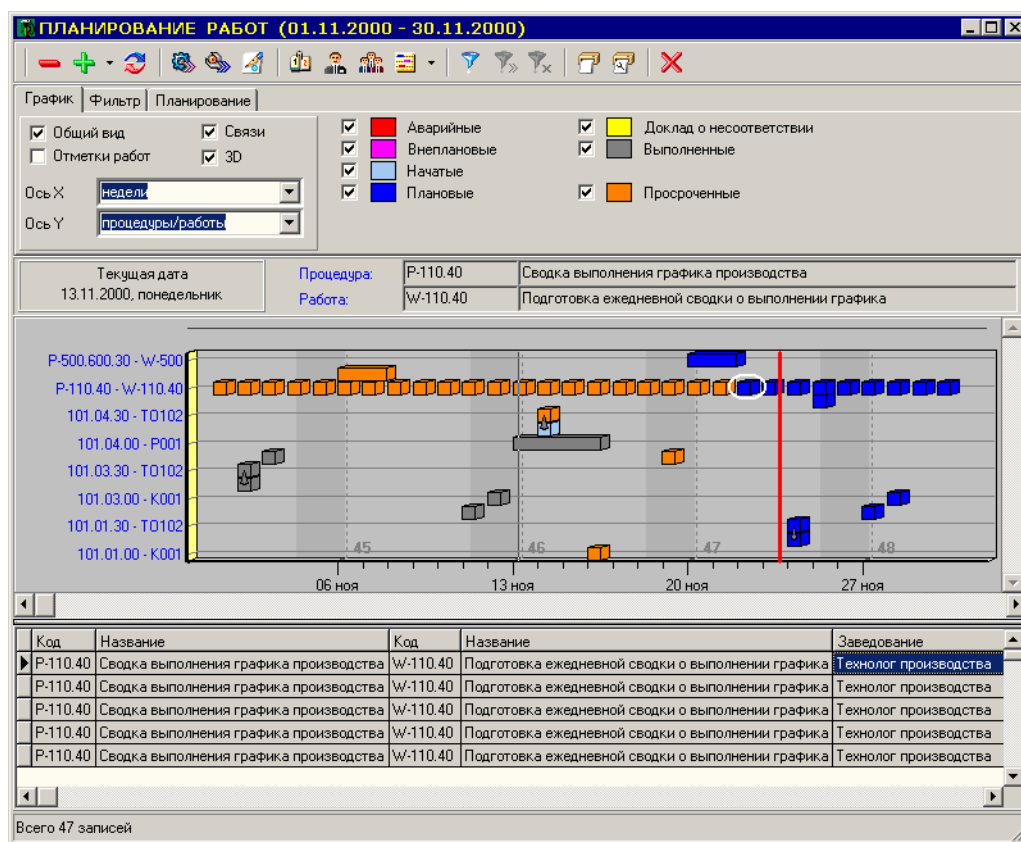 ПЛАНИРОВАНИЕ РАБОТ (01.11.2000 - 30.11.2000)
График Фильтр Планирование
Общий вид Связи Аварийные Доклад о несоответствии
Отметки работ 3D Внеплановые Выполненные
Начатые
Ось X недели Плановые Просроченные
Ось Y процедуры/работы
Текущая дата Процедура: P-110.40 Сводка выполнения графика производства
13.11.2000, понедельник Работа: W-110.40 Подготовка ежедневной сводки о выполнении графика
P-500.600.30 - W-500
P-110.40 - W-110.40
101.04.30 - TO102
101.04.00 - P001
101.03.30 - TO102
101.03.00 - K001
101.01.30 - TO102
101.01.00 - K001
45 46 47 48
06 ноя 13 ноя 20 ноя 27 ноя
Код Название Код Название Заведование
P-110.40 Сводка выполнения графика производства W-110.40 Подготовка ежедневной сводки о выполнении графика Технолог производства
P-110.40 Сводка выполнения графика производства W-110.40 Подготовка ежедневной сводки о выполнении графика Технолог производства
P-110.40 Сводка выполнения графика производства W-110.40 Подготовка ежедневной сводки о выполнении графика Технолог производства
P-110.40 Сводка выполнения графика производства W-110.40 Подготовка ежедневной сводки о выполнении графика Технолог производства
P-110.40 Сводка выполнения графика производства W-110.40 Подготовка ежедневной сводки о выполнении графика Технолог производства
Всего 47 записей